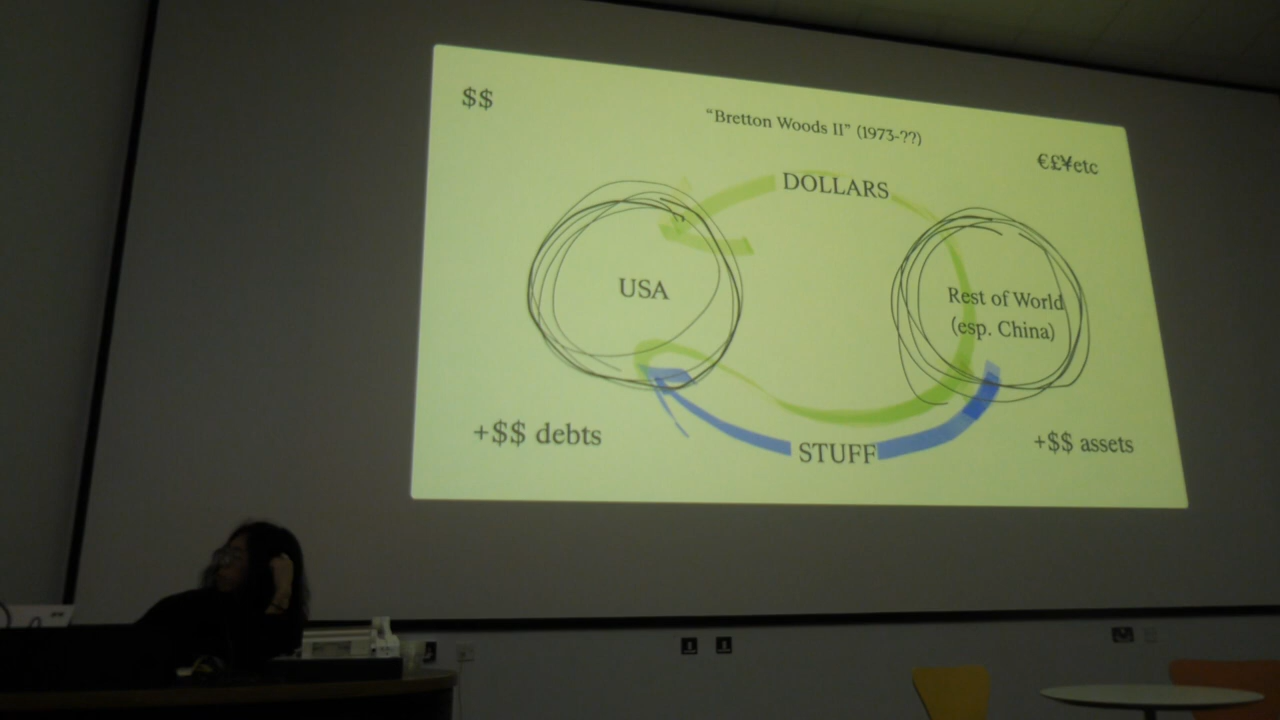 $$
“Bretton Woods II” (1973-??)
€£¥etc
DOLLARS
USA
Rest of World
(esp. China)
+$$ debts
STUFF
+$$ assets